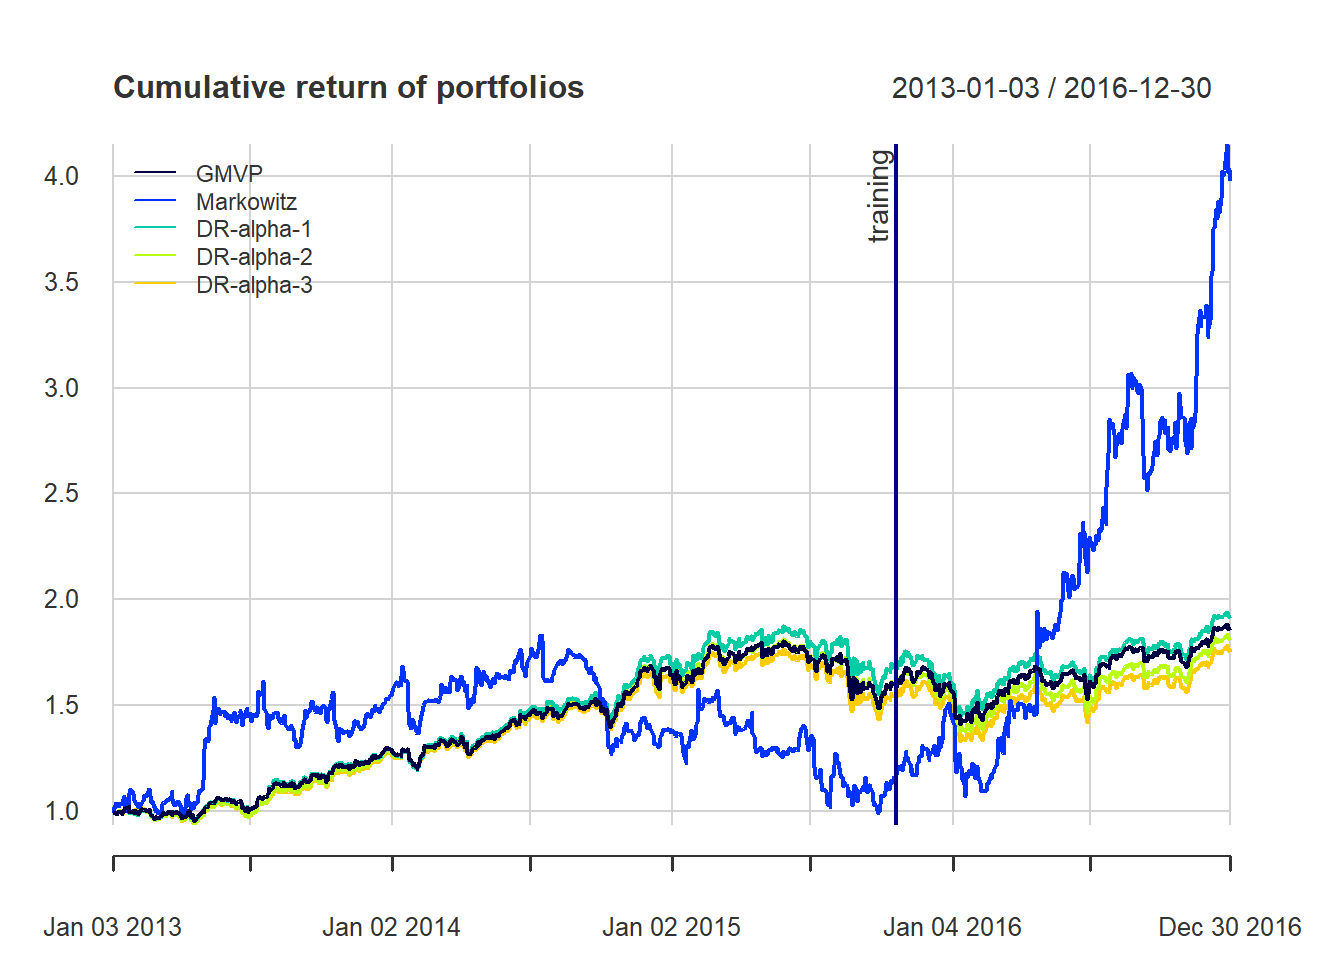 Cumulative return of portfolios
2013-01-03 / 2016-12-30
training
GMVP
Markowitz
DR-alpha-1
DR-alpha-2
DR-alpha-3
4.0
3.5
3.0
2.5
2.0
1.5
1.0
Jan 03 2013
Jan 02 2014
Jan 02 2015
Jan 04 2016
Dec 30 2016